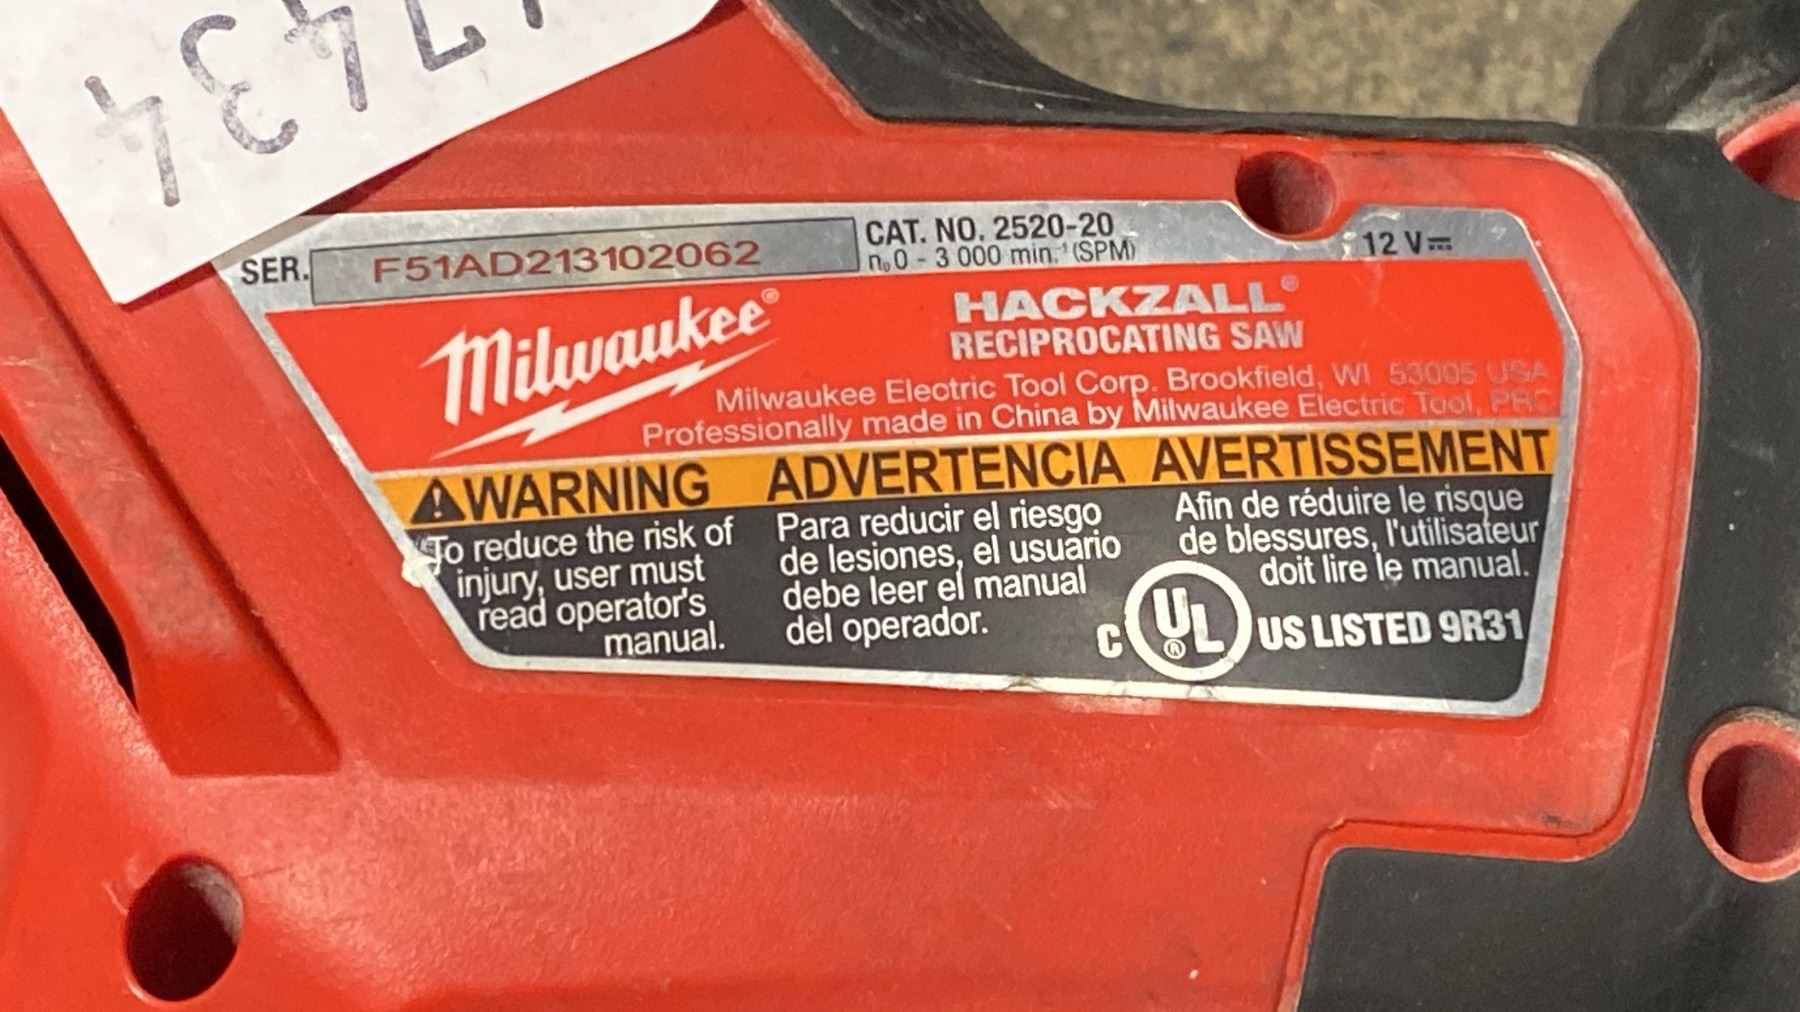 7434
SER. F51AD213102062
CAT. NO. 2520-20
n₀ 0 - 3 000 min.⁻¹ (SPM)
12 V⎓
Milwaukee®
HACKZALL®
RECIPROCATING SAW
Milwaukee Electric Tool Corp. Brookfield, WI 53005 USA
Professionally made in China by Milwaukee Electric Tool, PRC
⚠WARNING
To reduce the risk of
injury, user must
read operator's
manual.
ADVERTENCIA
Para reducir el riesgo
de lesiones, el usuario
debe leer el manual
del operador.
AVERTISSEMENT
Afin de réduire le risque
de blessures, l'utilisateur
doit lire le manual.
C UL® US LISTED 9R31